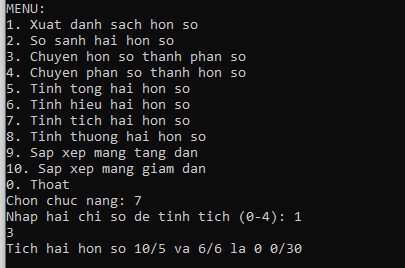 MENU:
1. Xuat danh sach hon so
2. So sanh hai hon so
3. Chuyen hon so thanh phan so
4. Chuyen phan so thanh hon so
5. Tinh tong hai hon so
6. Tinh hieu hai hon so
7. Tinh tich hai hon so
8. Tinh thuong hai hon so
9. Sap xep mang tang dan
10. Sap xep mang giam dan
0. Thoat
Chon chuc nang: 7
Nhap hai chi so de tinh tich (0-4): 1
3
Tich hai hon so 10/5 va 6/6 la 0 0/30